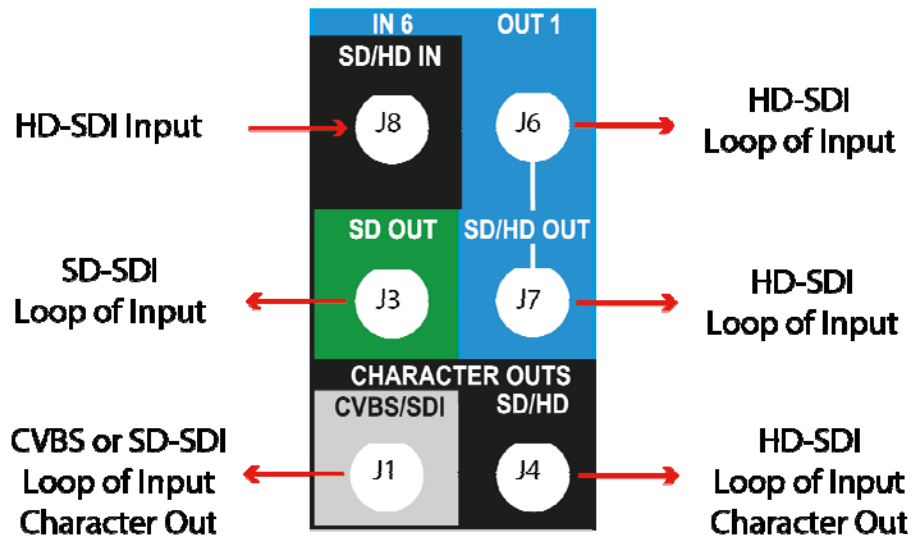 IN 6 OUT 1
SD/HD IN
HD-SDI Input
J8
J6
HD-SDI
Loop of Input
SD OUT SD/HD OUT
SD-SDI
Loop of Input
J3
J7
HD-SDI
Loop of Input
CHARACTER OUTS
CVBS/SDI SD/HD
CVBS or SD-SDI
Loop of Input
Character Out
J1
J4
HD-SDI
Loop of Input
Character Out